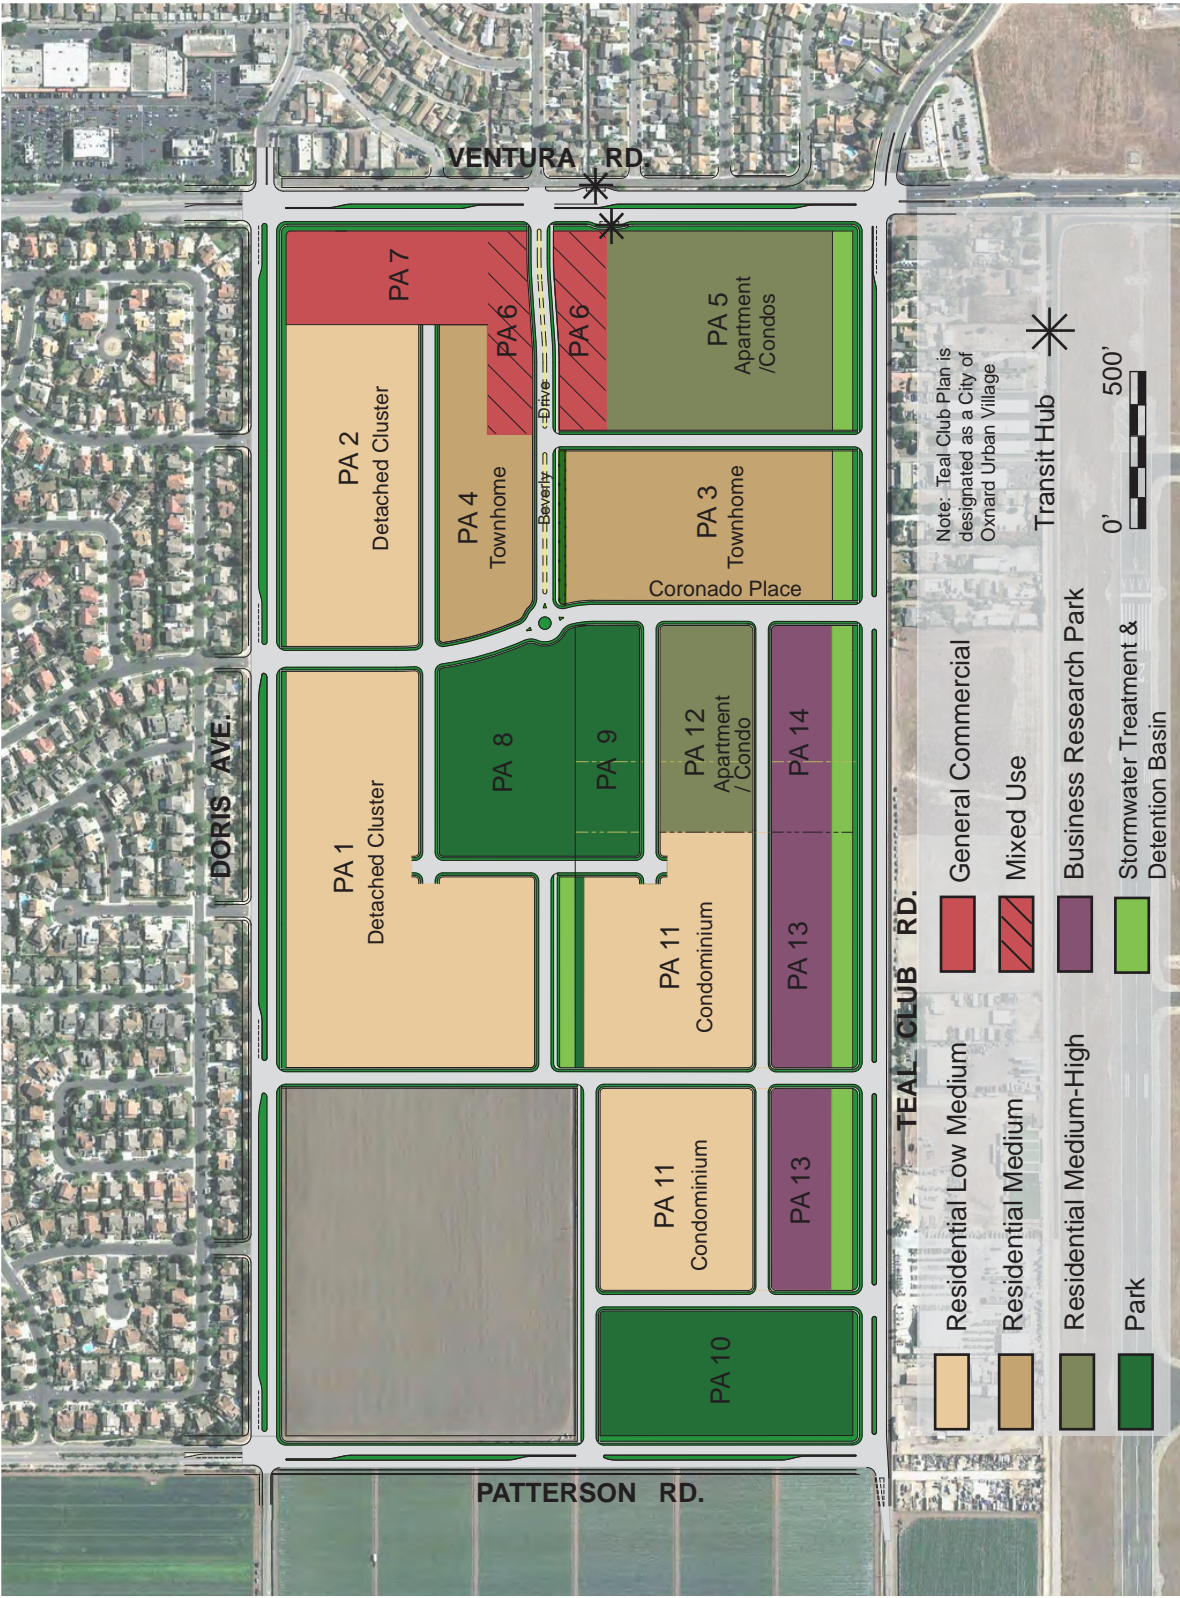 VENTURA RD.
DORIS AVE.
TEAL CLUB RD.
PATTERSON RD.
PA 1
Detached Cluster
PA 2
Detached Cluster
PA 7
PA 4
Townhome
PA 6
PA 6
Beverly Drive
PA 5
Apartment
/Condos
PA 3
Townhome
Coronado Place
PA 8
PA 9
PA 12
Apartment
/ Condo
PA 14
PA 11
Condominium
PA 13
PA 11
Condominium
PA 13
PA 10
Note: Teal Club Plan is
designated as a City of
Oxnard Urban Village
Transit Hub
0' 500'
Residential Low Medium
Residential Medium
Residential Medium-High
Park
General Commercial
Mixed Use
Business Research Park
Stormwater Treatment &
Detention Basin